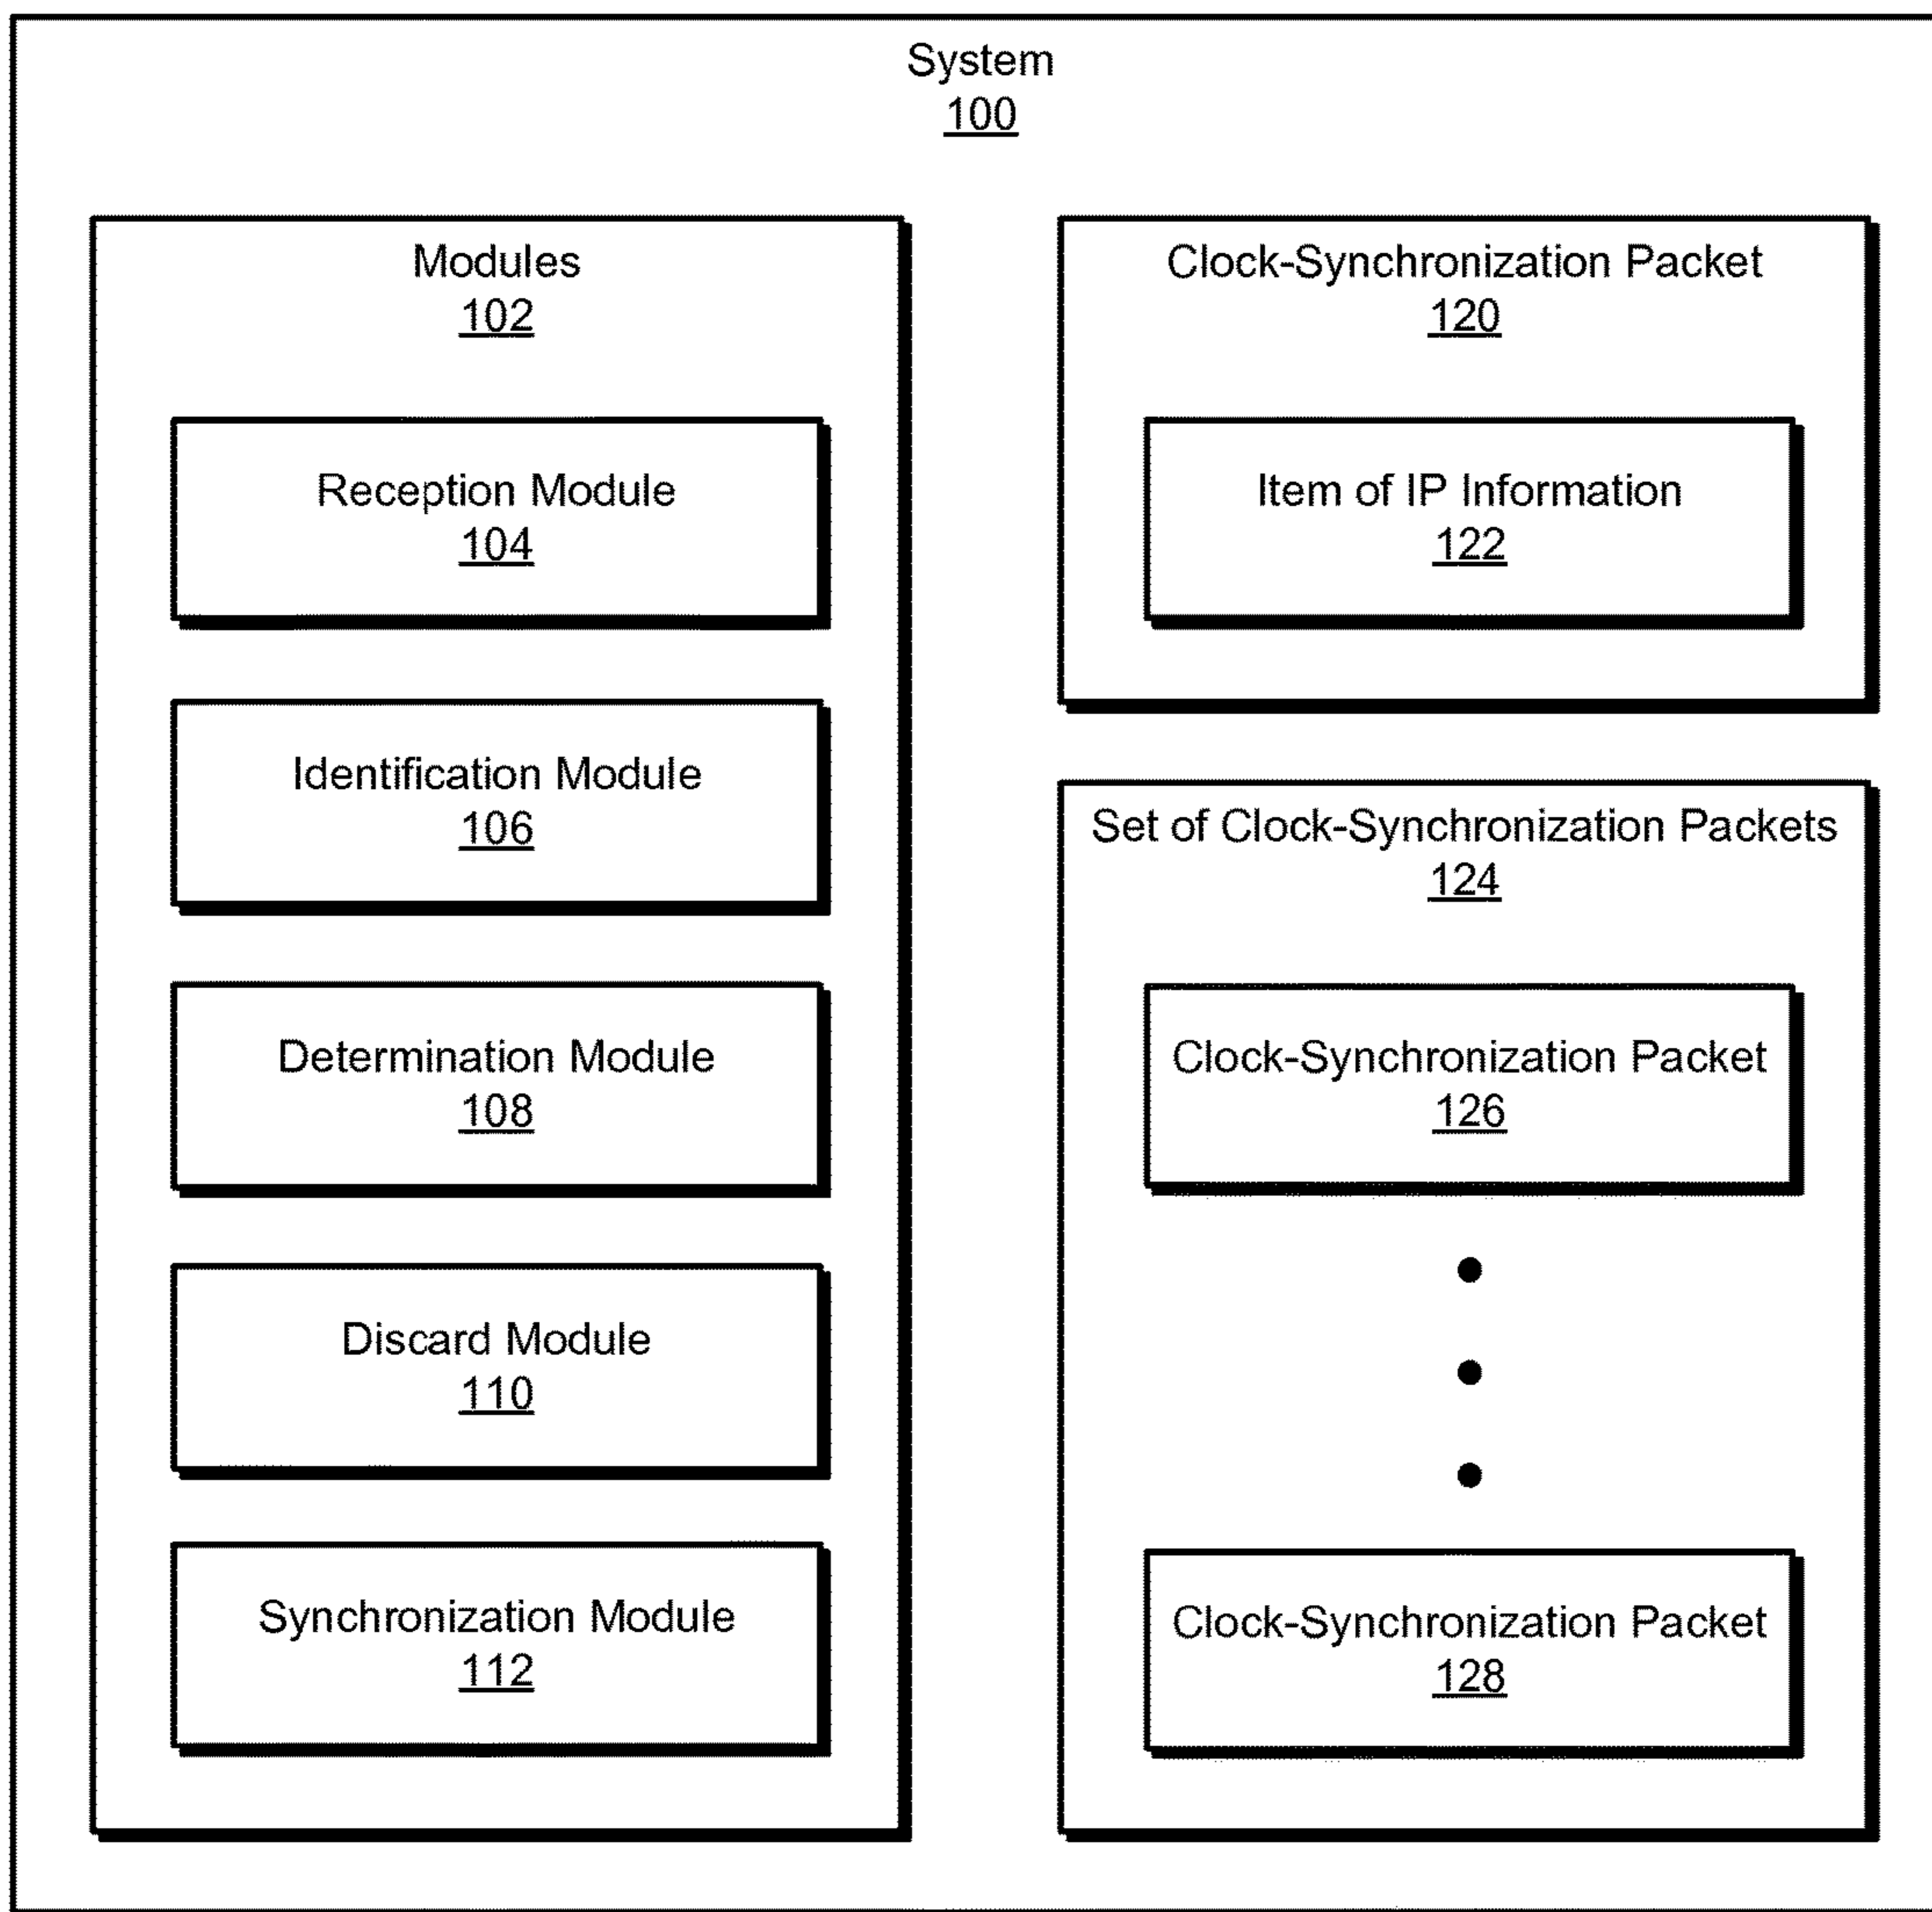 System
100
Modules
102
Reception Module
104
Identification Module
106
Determination Module
108
Discard Module
110
Synchronization Module
112
Clock-Synchronization Packet
120
Item of IP Information
122
Set of Clock-Synchronization Packets
124
Clock-Synchronization Packet
126
Clock-Synchronization Packet
128